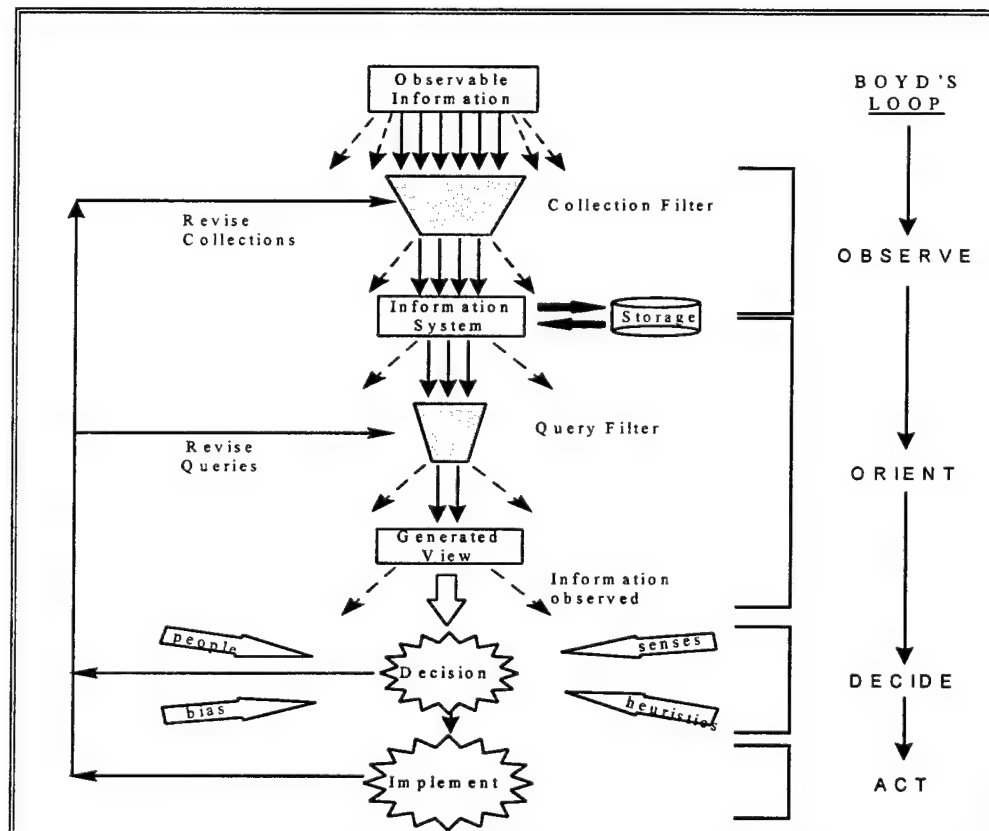 Observable
Information
BOYD'S
LOOP
Revise
Collections
Collection Filter
OBSERVE
Information
System
Storage
Revise
Queries
Query Filter
ORIENT
Generated
View
Information
observed
people
senses
Decision
DECIDE
bias
heuristics
Implement
ACT